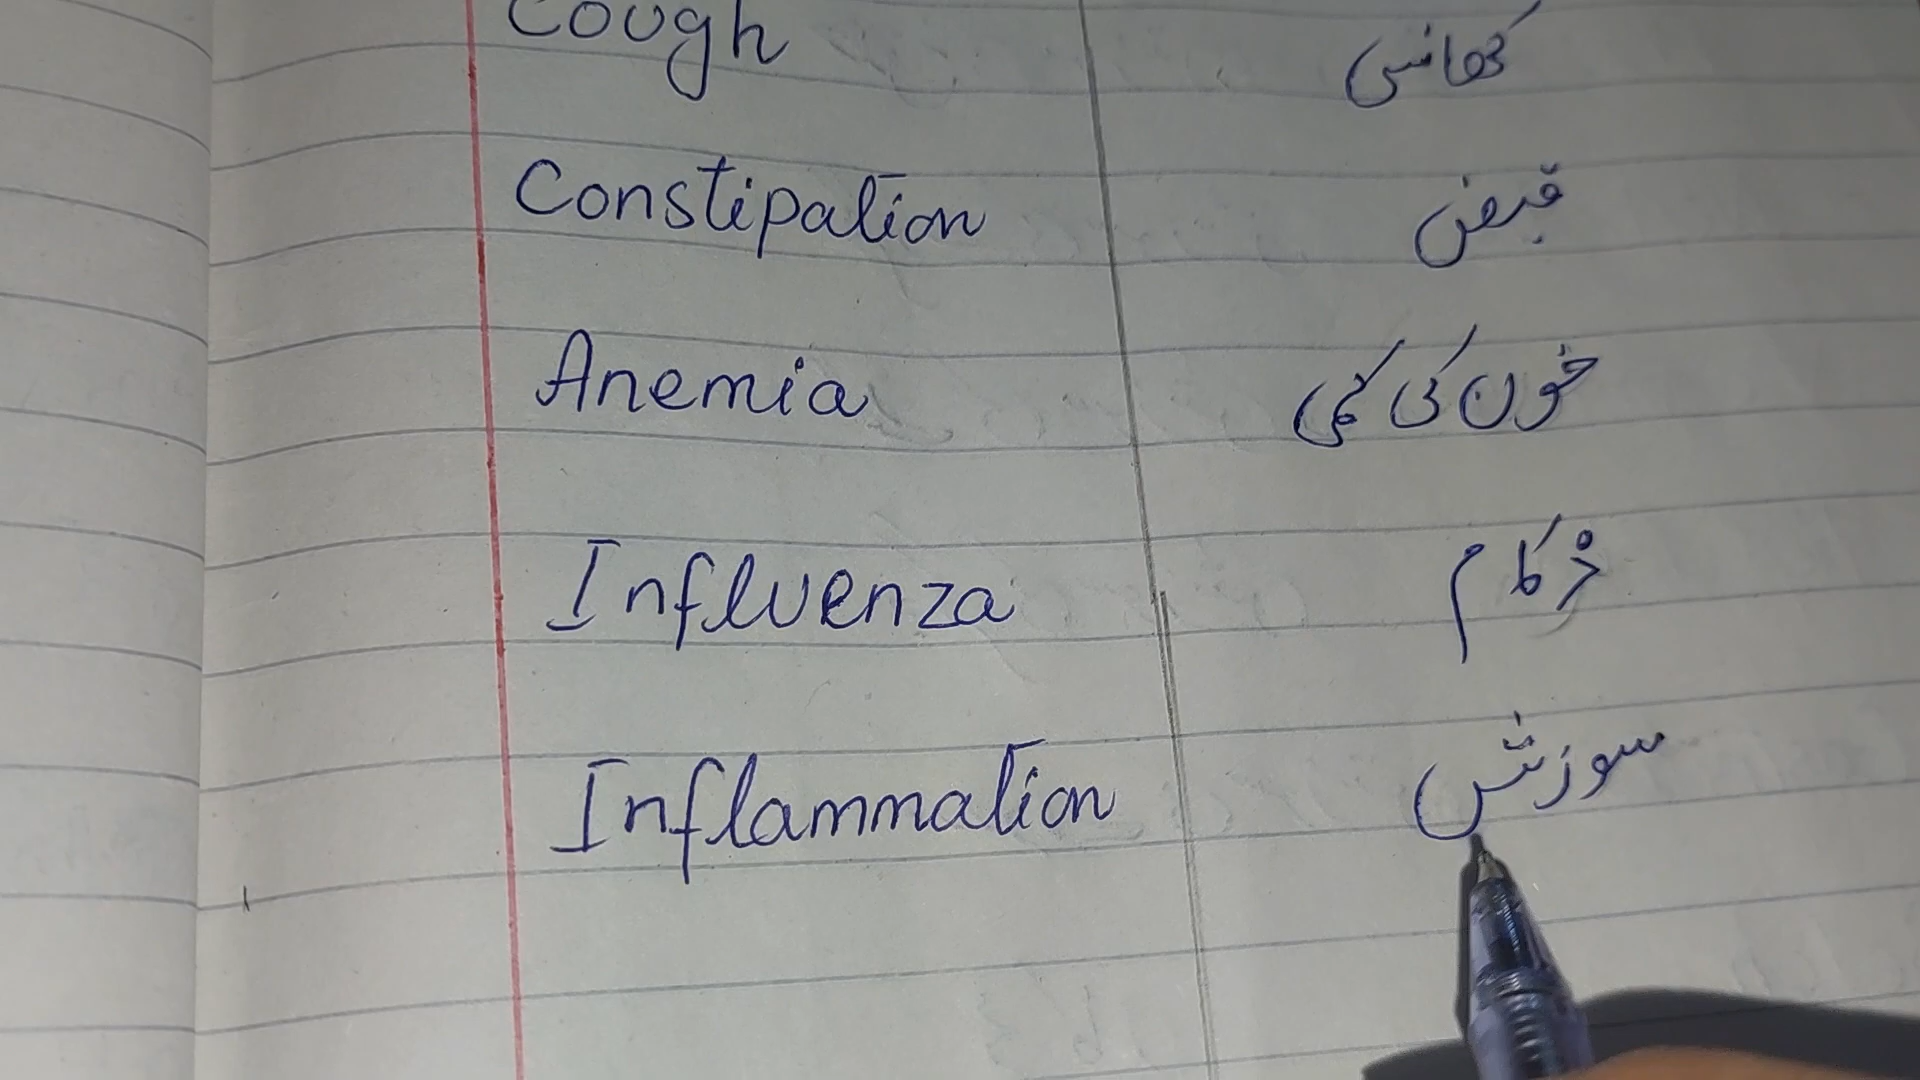 Cough کھانسی
Constipation قبض
Anemia خون کی کمی
Influenza زکام
Inflammation سوزش